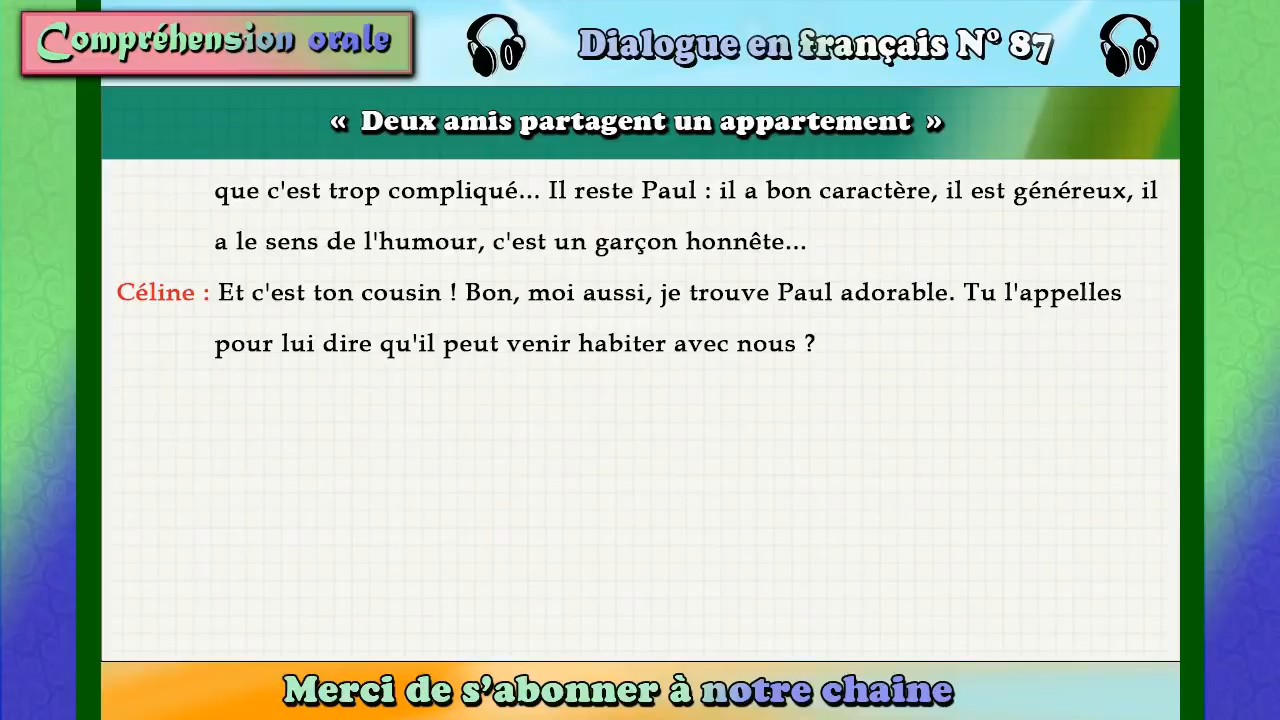 Compréhension orale
Dialogue en français N° 87
« Deux amis partagent un appartement »
que c'est trop compliqué... Il reste Paul : il a bon caractère, il est généreux, il
a le sens de l'humour, c'est un garçon honnête...
Céline : Et c'est ton cousin ! Bon, moi aussi, je trouve Paul adorable. Tu l'appelles
pour lui dire qu'il peut venir habiter avec nous ?
Merci de s’abonner à notre chaine